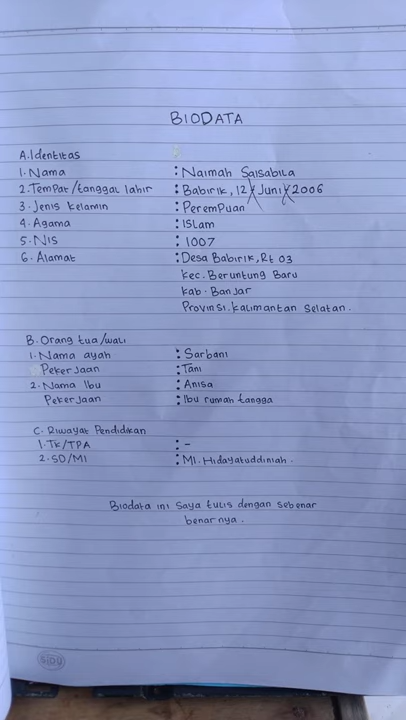 BIODATA
A. Identitas
1. Nama : Naimah Salsabila
2. Tempat/tanggal lahir : Babirik, 12 Juni 2006
3. Jenis kelamin : Perempuan
4. Agama : Islam
5. NIS : 1007
6. Alamat : Desa Babirik, Rt 03
Kec. Beruntung Baru
Kab. Banjar
Provinsi. Kalimantan Selatan.
B. Orang tua/wali
1. Nama ayah : Sarbani
Pekerjaan : Tani
2. Nama Ibu : Anisa
Pekerjaan : Ibu rumah tangga
C. Riwayat Pendidikan
1. TK/TPA : -
2. SD/MI : MI. Hidayatuddiniah.
Biodata ini saya tulis dengan sebenar
benarnya.
SIDU